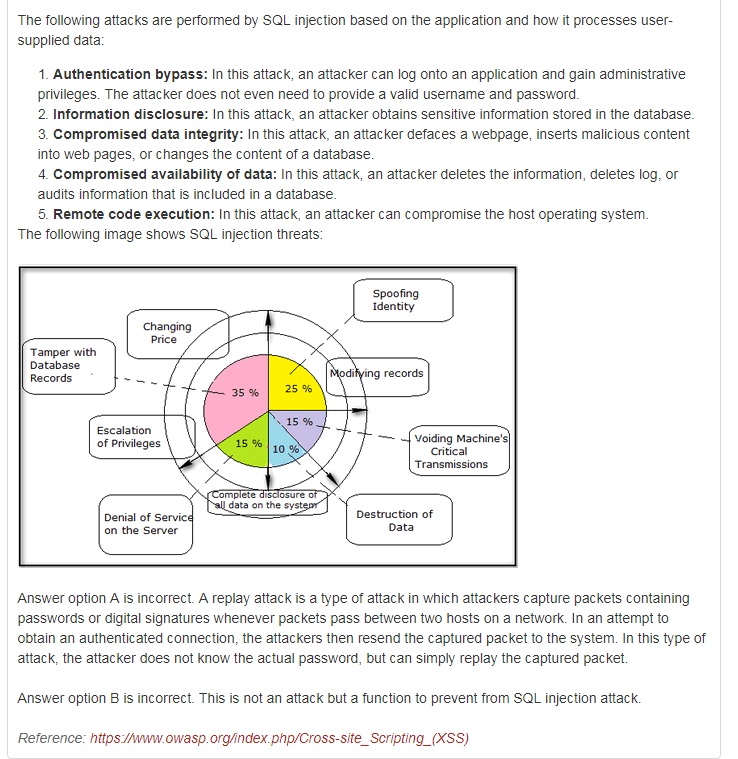 The following attacks are performed by SQL injection based on the application and how it processes user-
supplied data:
1. Authentication bypass: In this attack, an attacker can log onto an application and gain administrative
privileges. The attacker does not even need to provide a valid username and password.
2. Information disclosure: In this attack, an attacker obtains sensitive information stored in the database.
3. Compromised data integrity: In this attack, an attacker defaces a webpage, inserts malicious content
into web pages, or changes the content of a database.
4. Compromised availability of data: In this attack, an attacker deletes the information, deletes log, or
audits information that is included in a database.
5. Remote code execution: In this attack, an attacker can compromise the host operating system.
The following image shows SQL injection threats:
Spoofing
Identity
Changing
Price
Tamper with
Database
Records
Modifying records
35 %
25 %
15 %
15 %
10 %
Escalation
of Privileges
Voiding Machine's
Critical
Transmissions
Complete disclosure of
all data on the system
Denial of Service
on the Server
Destruction of
Data
Answer option A is incorrect. A replay attack is a type of attack in which attackers capture packets containing
passwords or digital signatures whenever packets pass between two hosts on a network. In an attempt to
obtain an authenticated connection, the attackers then resend the captured packet to the system. In this type of
attack, the attacker does not know the actual password, but can simply replay the captured packet.
Answer option B is incorrect. This is not an attack but a function to prevent from SQL injection attack.
Reference: https://www.owasp.org/index.php/Cross-site_Scripting_(XSS)